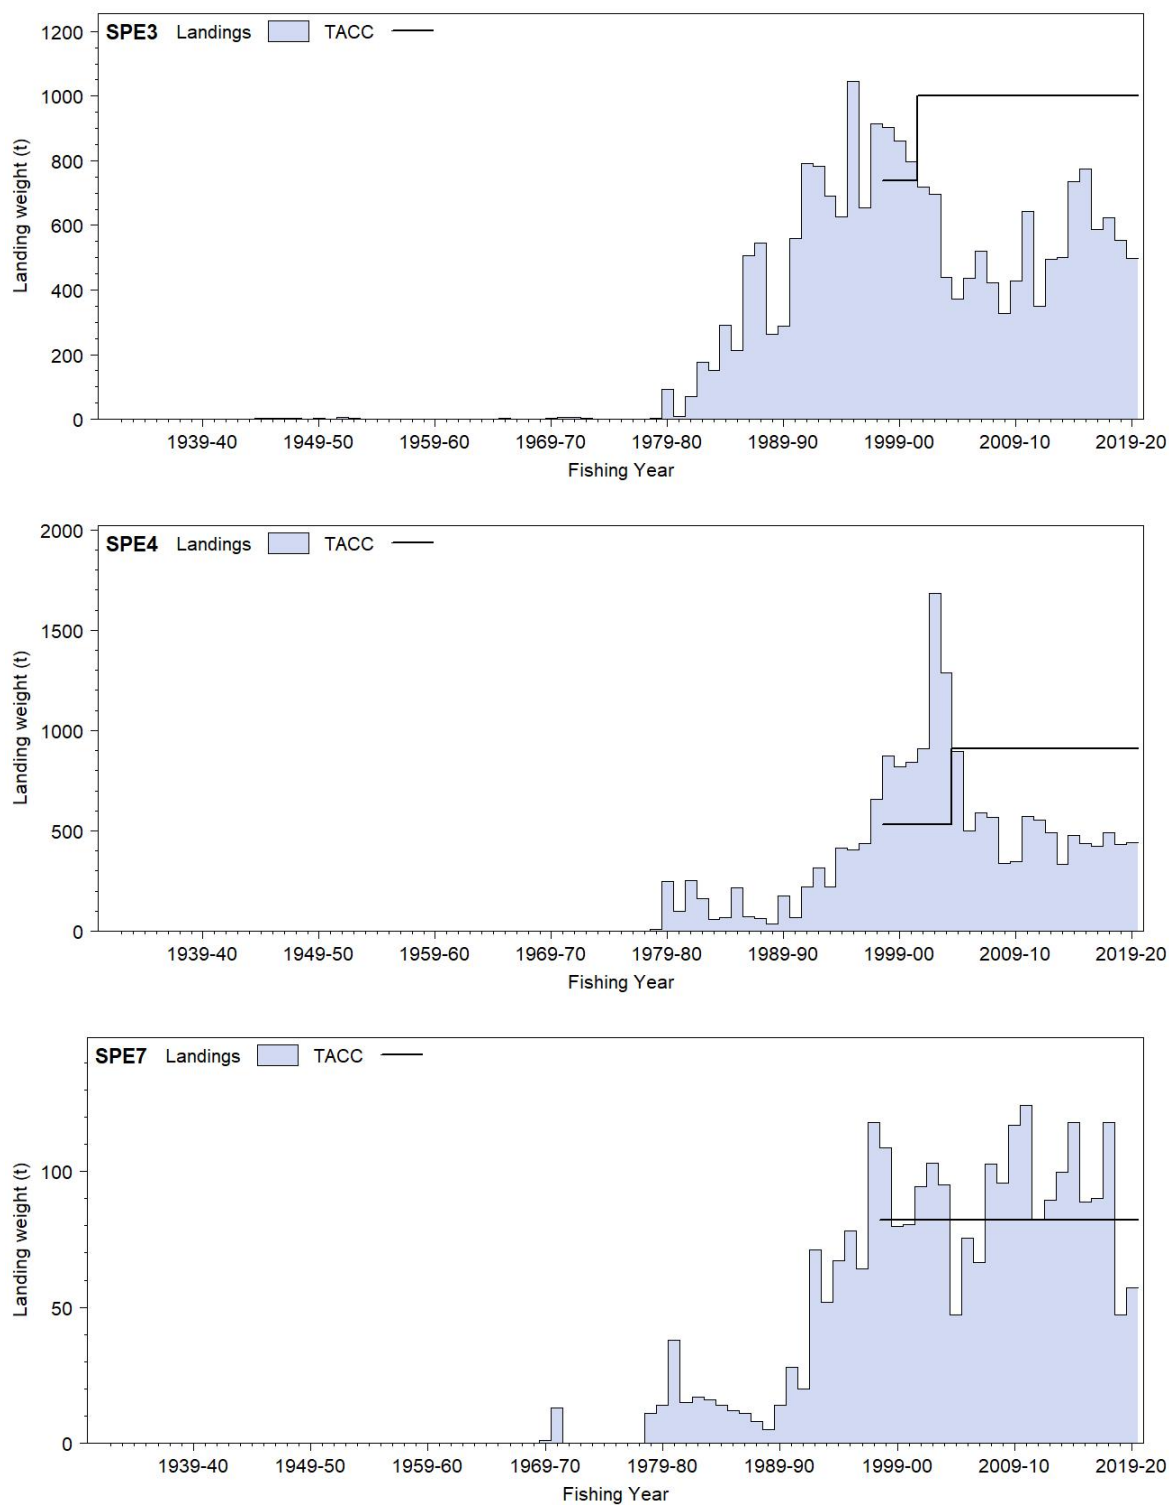 SPE3 Landings TACC
1200
1000
800
600
400
200
0
Landing weight (t)
1939-40 1949-50 1959-60 1969-70 1979-80 1989-90 1999-00 2009-10 2019-20
Fishing Year
SPE4 Landings TACC
2000
1500
1000
500
0
Landing weight (t)
1939-40 1949-50 1959-60 1969-70 1979-80 1989-90 1999-00 2009-10 2019-20
Fishing Year
SPE7 Landings TACC
100
50
0
Landing weight (t)
1939-40 1949-50 1959-60 1969-70 1979-80 1989-90 1999-00 2009-10 2019-20
Fishing Year